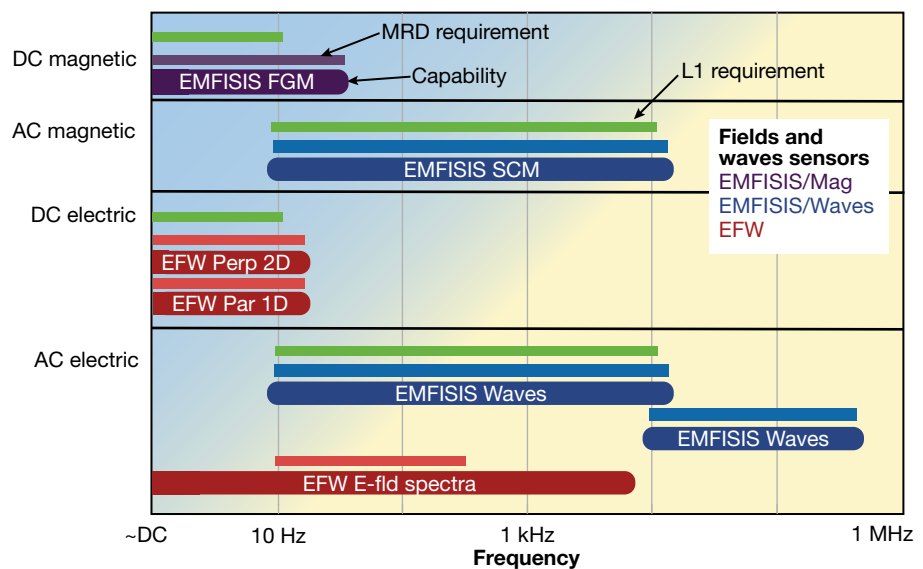 DC magnetic
MRD requirement
EMFISIS FGM
Capability
L1 requirement
AC magnetic
EMFISIS SCM
Fields and
waves sensors
EMFISIS/Mag
EMFISIS/Waves
EFW
DC electric
EFW Perp 2D
EFW Par 1D
AC electric
EMFISIS Waves
EMFISIS Waves
EFW E-fld spectra
~DC
10 Hz
1 kHz
1 MHz
Frequency